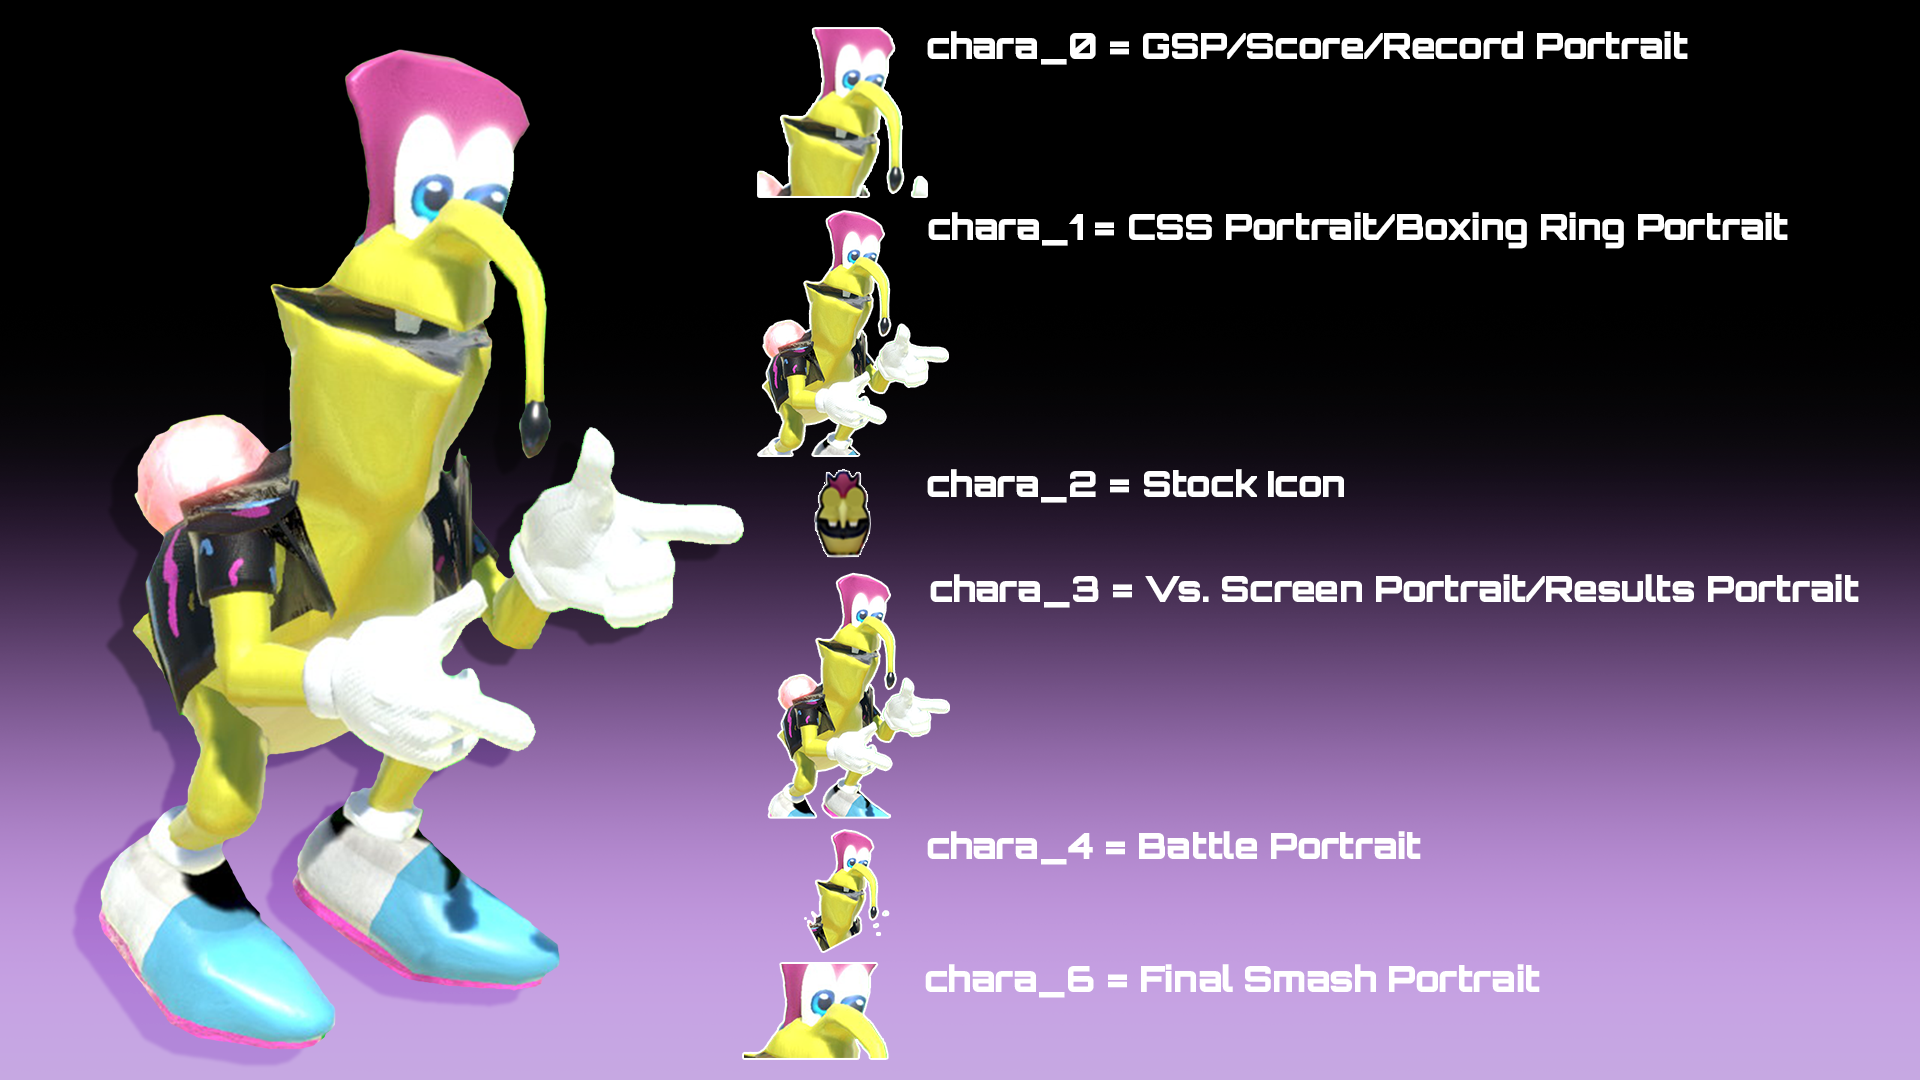 chara_0 = GSP/Score/Record Portrait
chara_1= CSS Portrait/Boxing Ring Portrait
chara_2 = Stock Icon
chara_3 = Vs. Screen Portrait/Results Portrait
chara_4 = Battle Portrait
chara_6 = Final Smash Portrait